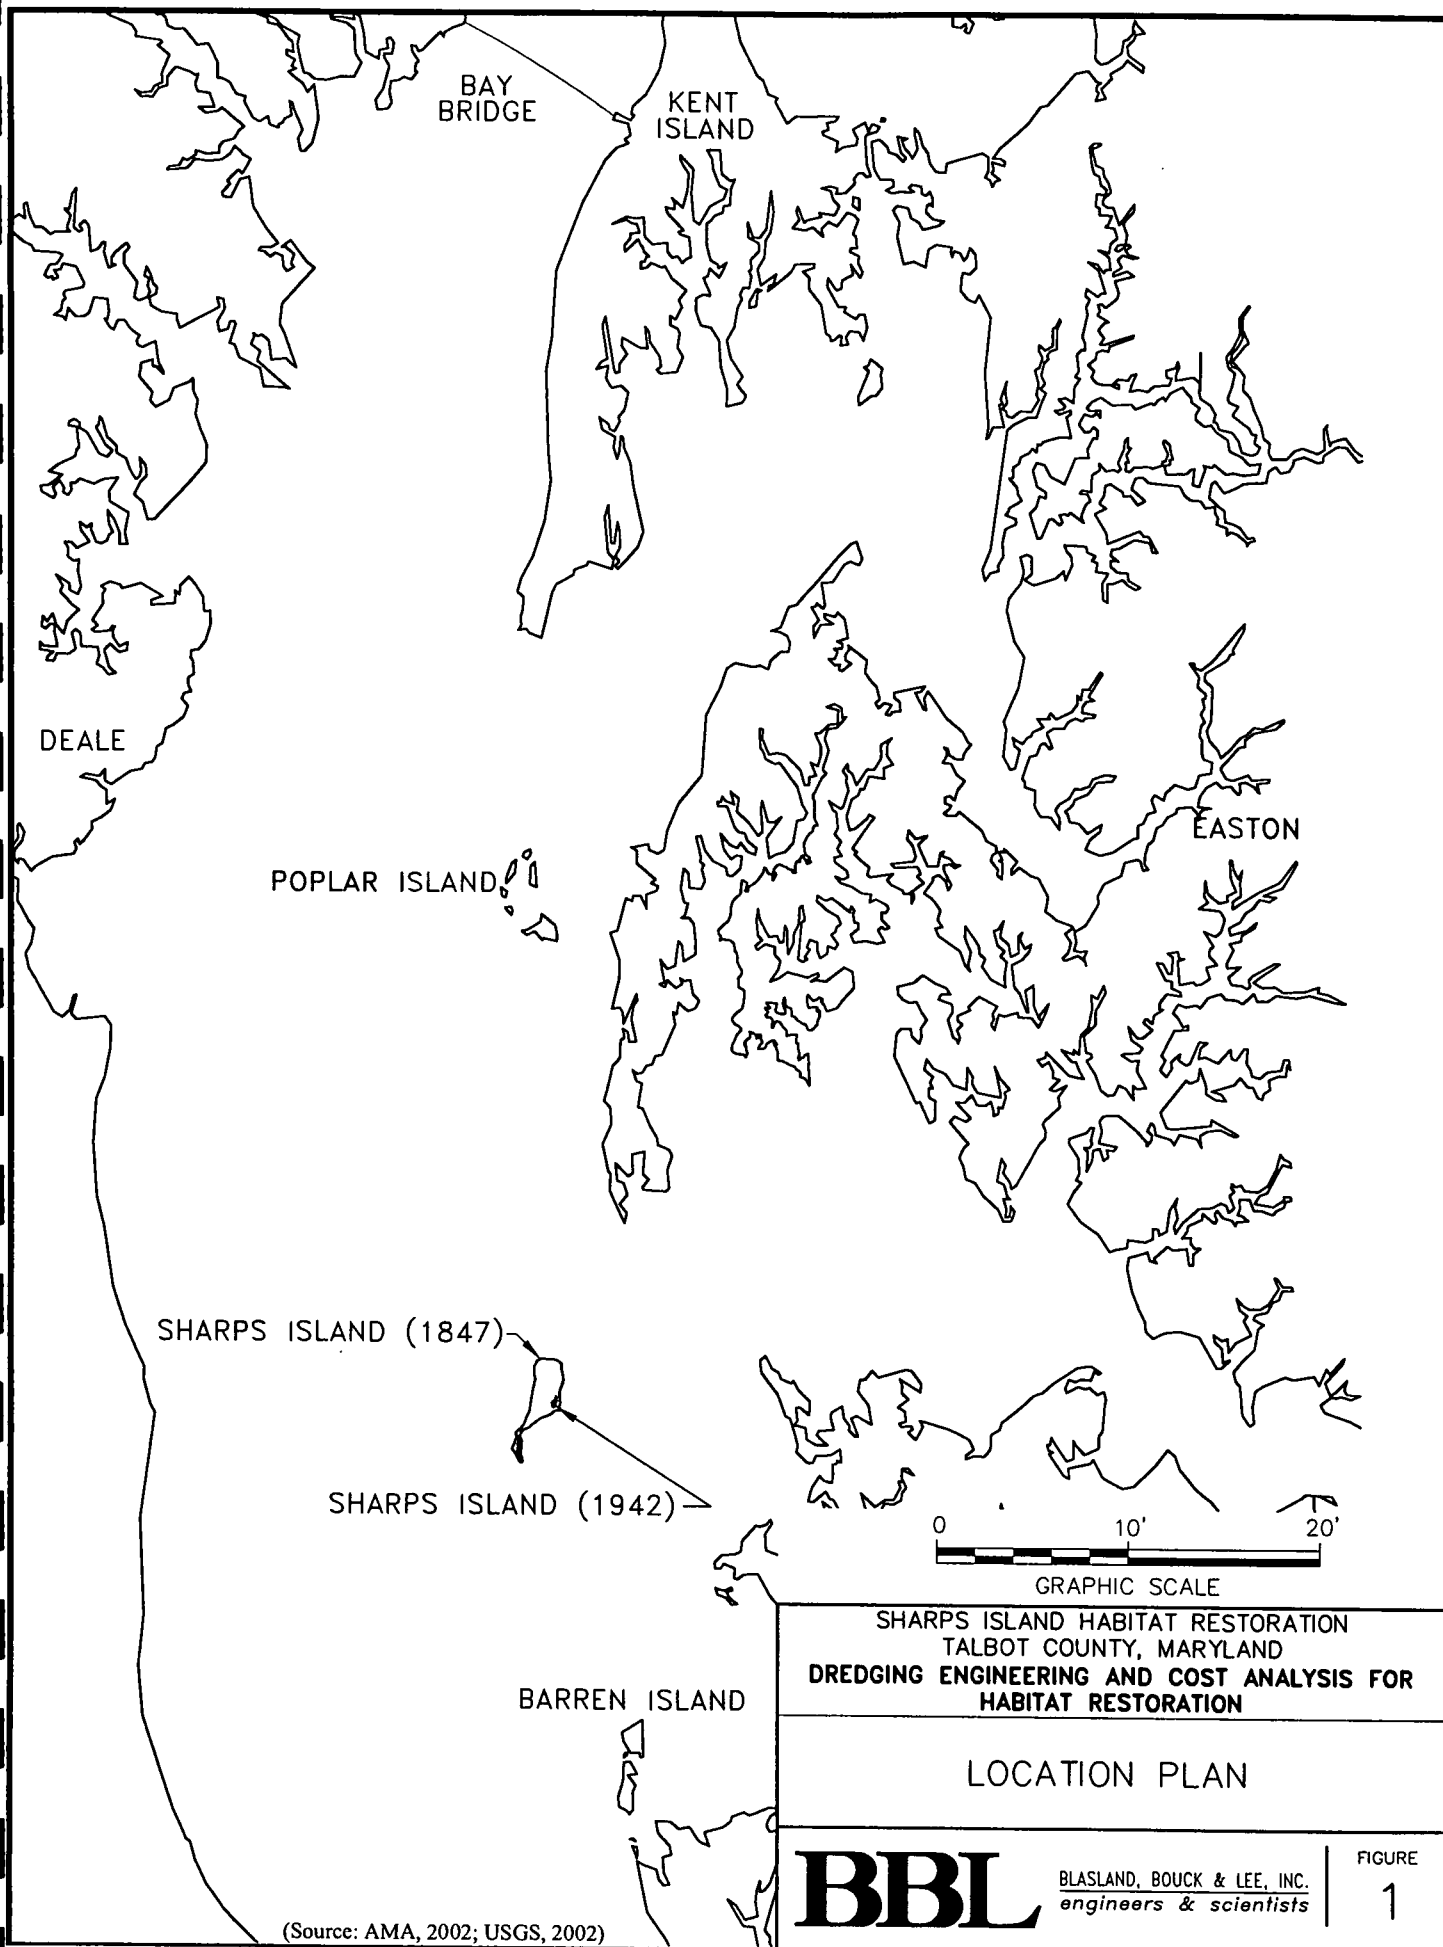 BAY
BRIDGE
KENT
ISLAND
DEALE
EASTON
POPLAR ISLAND
SHARPS ISLAND (1847)
SHARPS ISLAND (1942)
0 10' 20'
GRAPHIC SCALE
BARREN ISLAND
SHARPS ISLAND HABITAT RESTORATION
TALBOT COUNTY, MARYLAND
DREDGING ENGINEERING AND COST ANALYSIS FOR
HABITAT RESTORATION
LOCATION PLAN
BBL
BLASLAND, BOUCK & LEE, INC.
engineers & scientists
FIGURE
1
(Source: AMA, 2002; USGS, 2002)